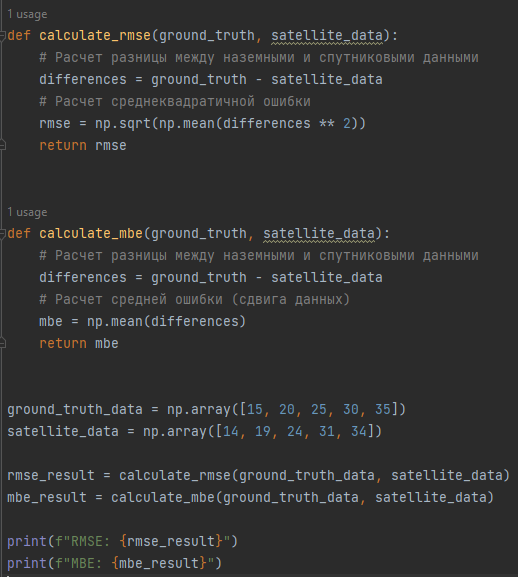 1 usage
def calculate_rmse(ground_truth, satellite_data):
    # Расчет разницы между наземными и спутниковыми данными
    differences = ground_truth - satellite_data
    # Расчет среднеквадратичной ошибки
    rmse = np.sqrt(np.mean(differences ** 2))
    return rmse
1 usage
def calculate_mbe(ground_truth, satellite_data):
    # Расчет разницы между наземными и спутниковыми данными
    differences = ground_truth - satellite_data
    # Расчет средней ошибки (сдвига данных)
    mbe = np.mean(differences)
    return mbe
ground_truth_data = np.array([15, 20, 25, 30, 35])
satellite_data = np.array([14, 19, 24, 31, 34])
rmse_result = calculate_rmse(ground_truth_data, satellite_data)
mbe_result = calculate_mbe(ground_truth_data, satellite_data)
print(f"RMSE: {rmse_result}")
print(f"MBE: {mbe_result}")